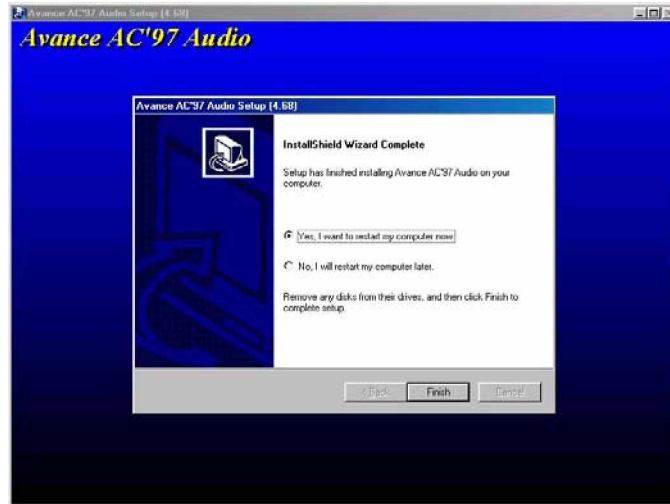 Avance AC'97 Audio Setup (4.68)
Avance AC'97 Audio
Avance AC'97 Audio Setup (4.68)
InstallShield Wizard Complete
Setup has finished installing Avance AC'97 Audio on your
computer.
Yes, I want to restart my computer now.
No, I will restart my computer later.
Remove any disks from their drives, and then click Finish to
complete setup.
< Back
Finish
Cancel